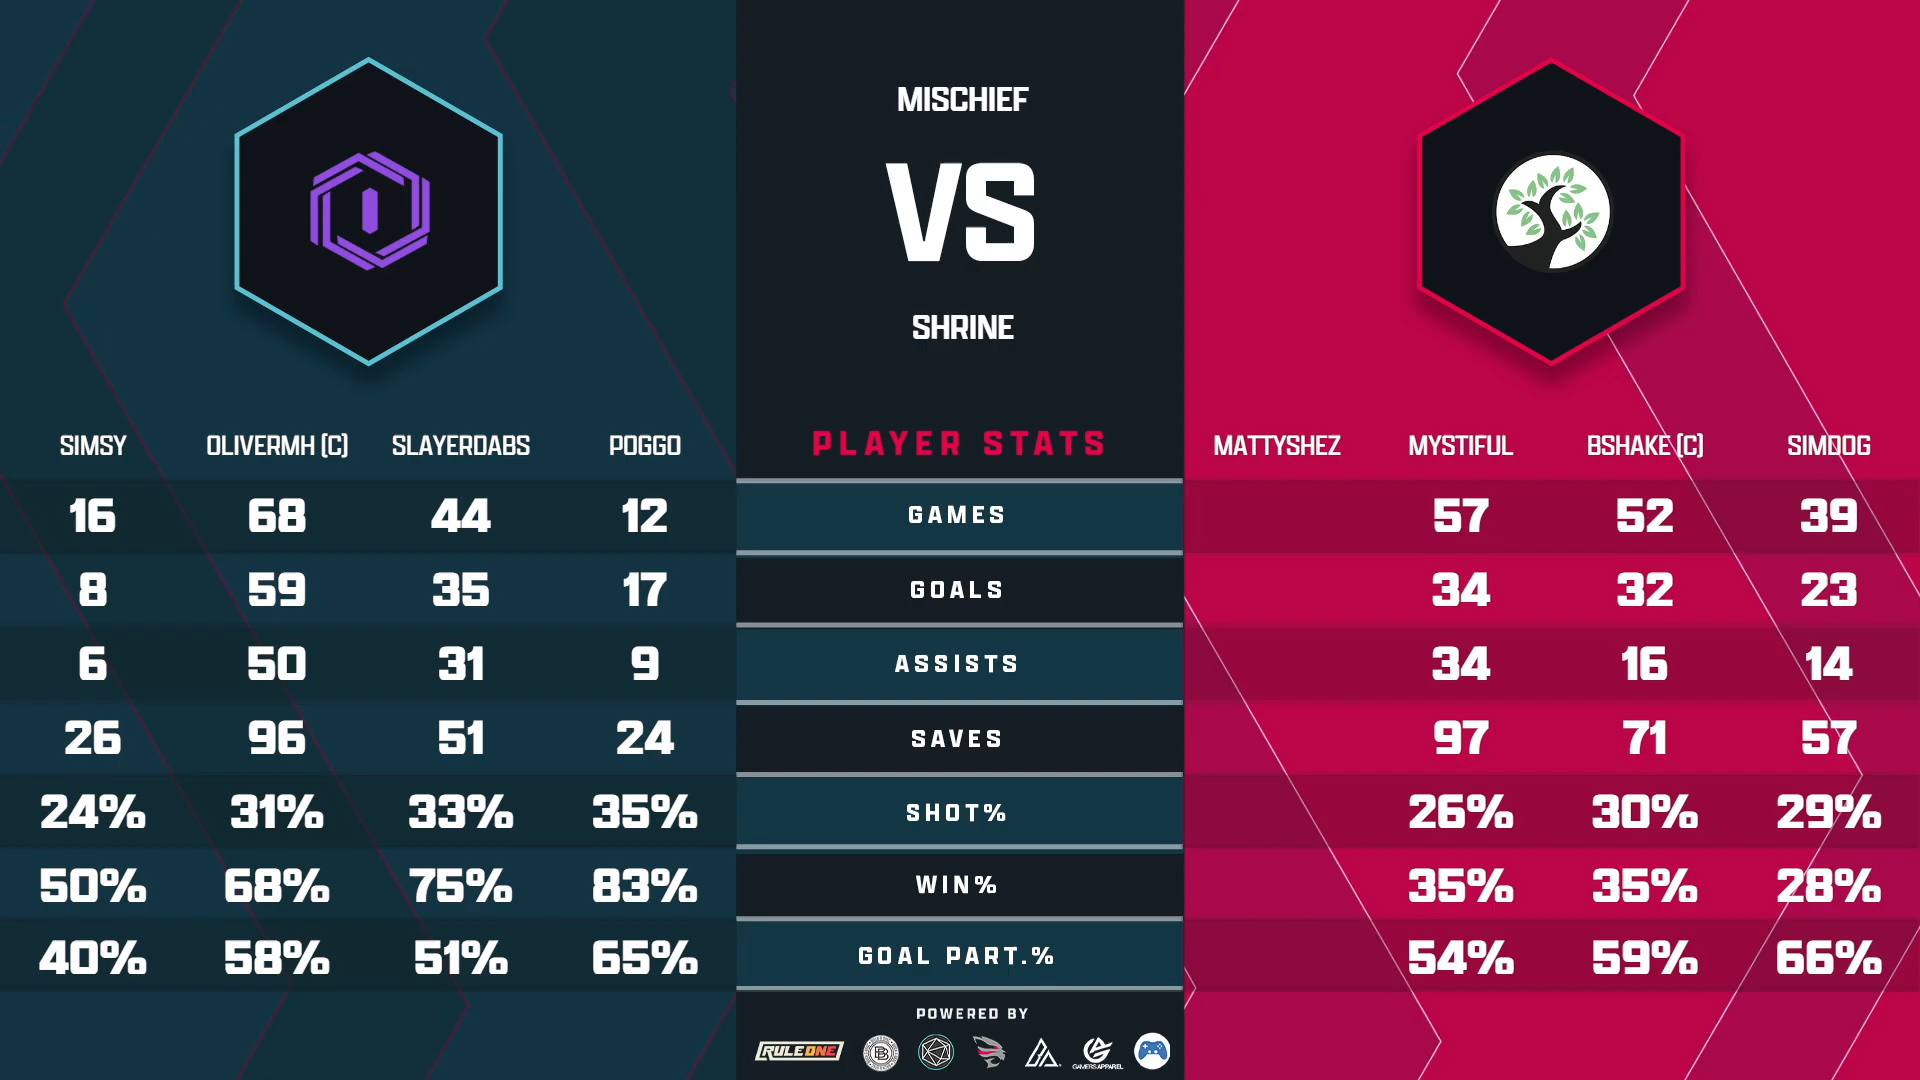 MISCHIEF
VS
SHRINE
SIMSY OLIVERMH (C) SLAYERDABS POGGO PLAYER STATS MATTYSHEZ MYSTIFUL BSHAKE (C) SIMDOG
16 68 44 12 GAMES 57 52 39
8 59 35 17 GOALS 34 32 23
6 50 31 9 ASSISTS 34 16 14
26 96 51 24 SAVES 97 71 57
24% 31% 33% 35% SHOT% 26% 30% 29%
50% 68% 75% 83% WIN% 35% 35% 28%
40% 58% 51% 65% GOAL PART.% 54% 59% 66%
POWERED BY
RULEONE
GAMERS APPAREL